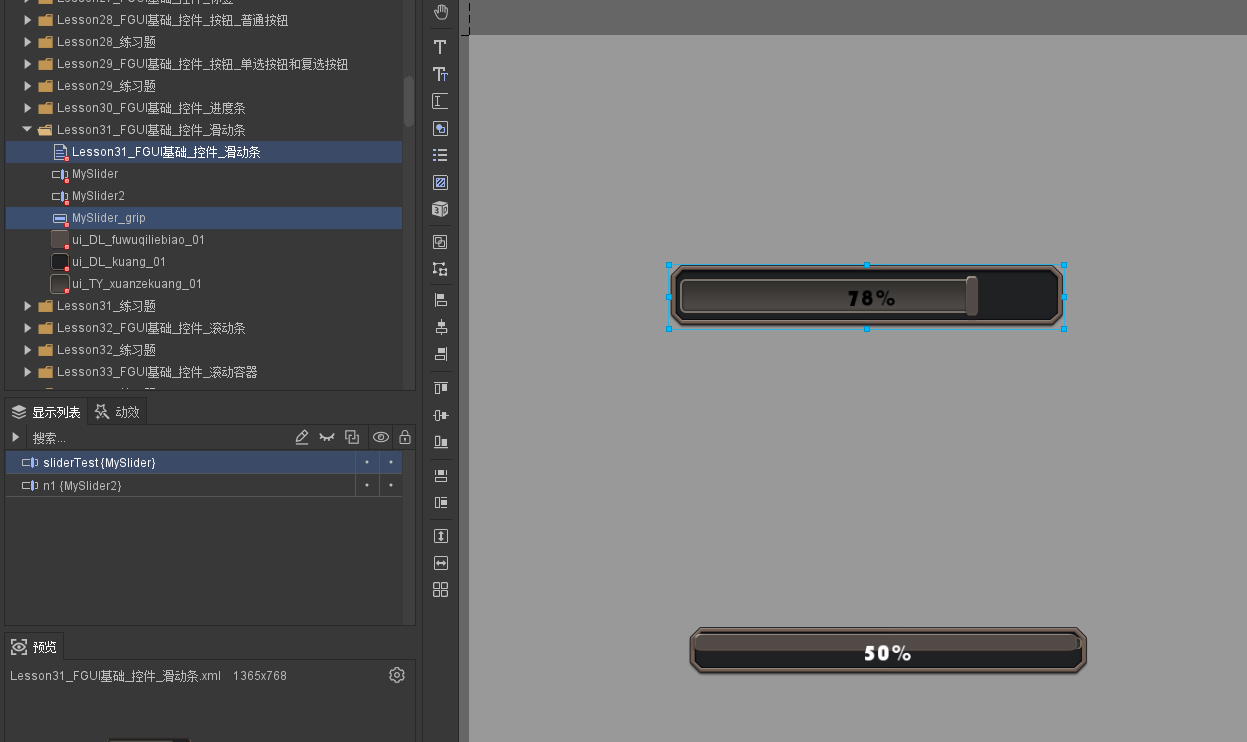 Lesson28_FGUI基础_控件_按钮_普通按钮
Lesson28_练习题
Lesson29_FGUI基础_控件_按钮_单选按钮和复选按钮
Lesson29_练习题
Lesson30_FGUI基础_控件_进度条
Lesson31_FGUI基础_控件_滑动条
Lesson31_FGUI基础_控件_滑动条
MySlider
MySlider2
MySlider_grip
ui_DL_fuwuqiliebiao_01
ui_DL_kuang_01
ui_TY_xuanzekuang_01
Lesson31_练习题
Lesson32_FGUI基础_控件_滚动条
Lesson32_练习题
Lesson33_FGUI基础_控件_滚动容器
显示列表 动效
搜索...
sliderTest {MySlider}
n1 {MySlider2}
预览
Lesson31_FGUI基础_控件_滑动条.xml 1365x768
78%
50%